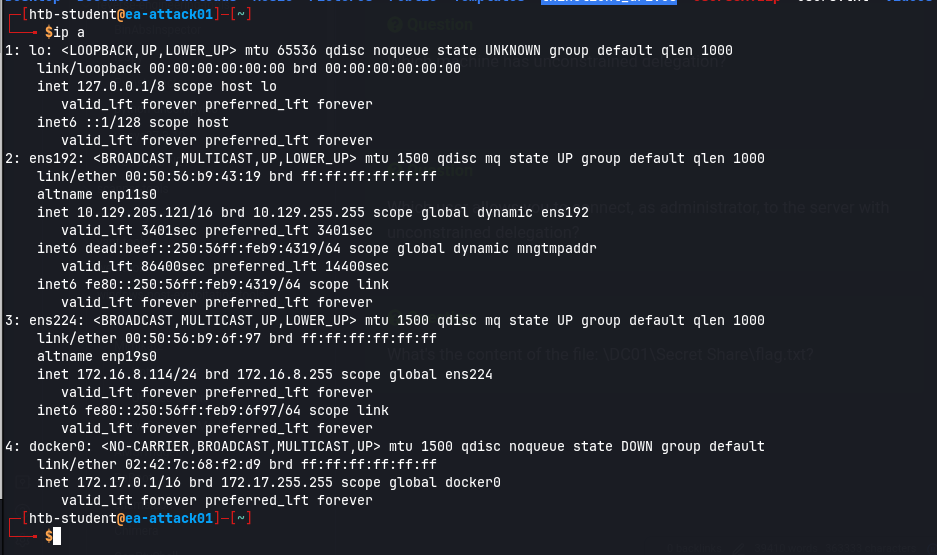 ┌─[htb-student@ea-attack01]─[~]
└──╼ $ip a
1: lo: <LOOPBACK,UP,LOWER_UP> mtu 65536 qdisc noqueue state UNKNOWN group default qlen 1000
    link/loopback 00:00:00:00:00:00 brd 00:00:00:00:00:00
    inet 127.0.0.1/8 scope host lo
       valid_lft forever preferred_lft forever
    inet6 ::1/128 scope host
       valid_lft forever preferred_lft forever
2: ens192: <BROADCAST,MULTICAST,UP,LOWER_UP> mtu 1500 qdisc mq state UP group default qlen 1000
    link/ether 00:50:56:b9:43:19 brd ff:ff:ff:ff:ff:ff
    altname enp11s0
    inet 10.129.205.121/16 brd 10.129.255.255 scope global dynamic ens192
       valid_lft 3401sec preferred_lft 3401sec
    inet6 dead:beef::250:56ff:feb9:4319/64 scope global dynamic mngtmpaddr
       valid_lft 86400sec preferred_lft 14400sec
    inet6 fe80::250:56ff:feb9:4319/64 scope link
       valid_lft forever preferred_lft forever
3: ens224: <BROADCAST,MULTICAST,UP,LOWER_UP> mtu 1500 qdisc mq state UP group default qlen 1000
    link/ether 00:50:56:b9:6f:97 brd ff:ff:ff:ff:ff:ff
    altname enp19s0
    inet 172.16.8.114/24 brd 172.16.8.255 scope global ens224
       valid_lft forever preferred_lft forever
    inet6 fe80::250:56ff:feb9:6f97/64 scope link
       valid_lft forever preferred_lft forever
4: docker0: <NO-CARRIER,BROADCAST,MULTICAST,UP> mtu 1500 qdisc noqueue state DOWN group default
    link/ether 02:42:7c:68:f2:d9 brd ff:ff:ff:ff:ff:ff
    inet 172.17.0.1/16 brd 172.17.255.255 scope global docker0
       valid_lft forever preferred_lft forever
┌─[htb-student@ea-attack01]─[~]
└──╼ $